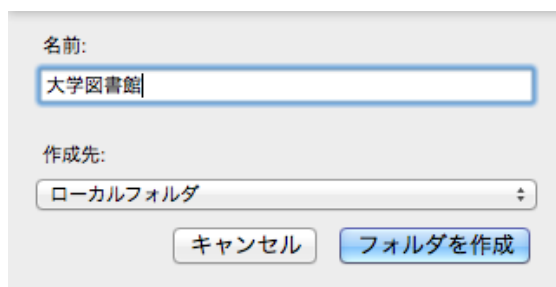 名前:
大学図書館
作成先:
ローカルフォルダ
キャンセル フォルダを作成